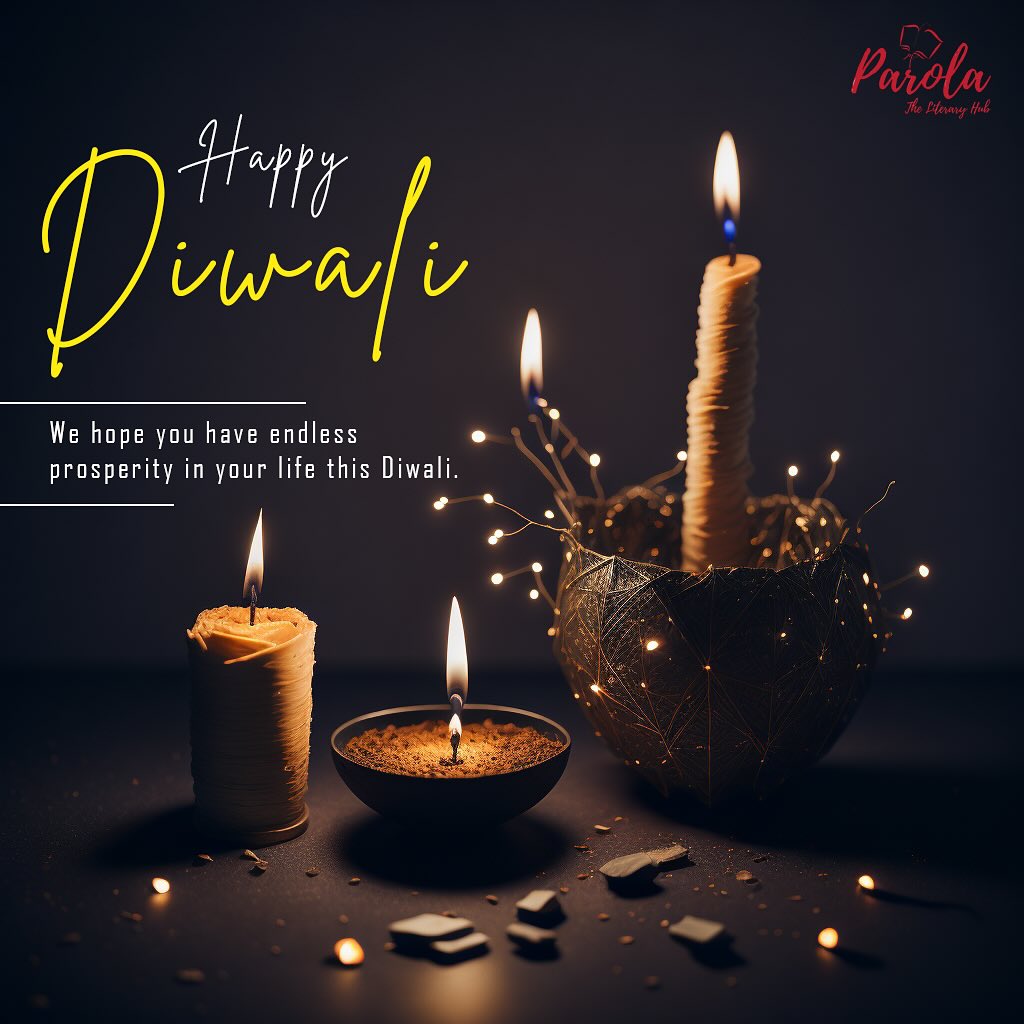 Parola
The Literary Hub
Happy
Diwali
We hope you have endless
prosperity in your life this Diwali.